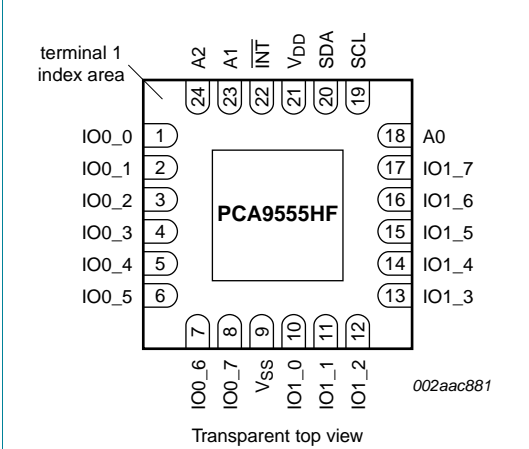 terminal 1
index area
A2
A1
INT
VDD
SDA
SCL
24
23
22
21
20
19
IO0_0 1
IO0_1 2
IO0_2 3
IO0_3 4
IO0_4 5
IO0_5 6
PCA9555HF
18 A0
17 IO1_7
16 IO1_6
15 IO1_5
14 IO1_4
13 IO1_3
7
8
9
10
11
12
IO0_6
IO0_7
VSS
IO1_0
IO1_1
IO1_2
002aac881
Transparent top view